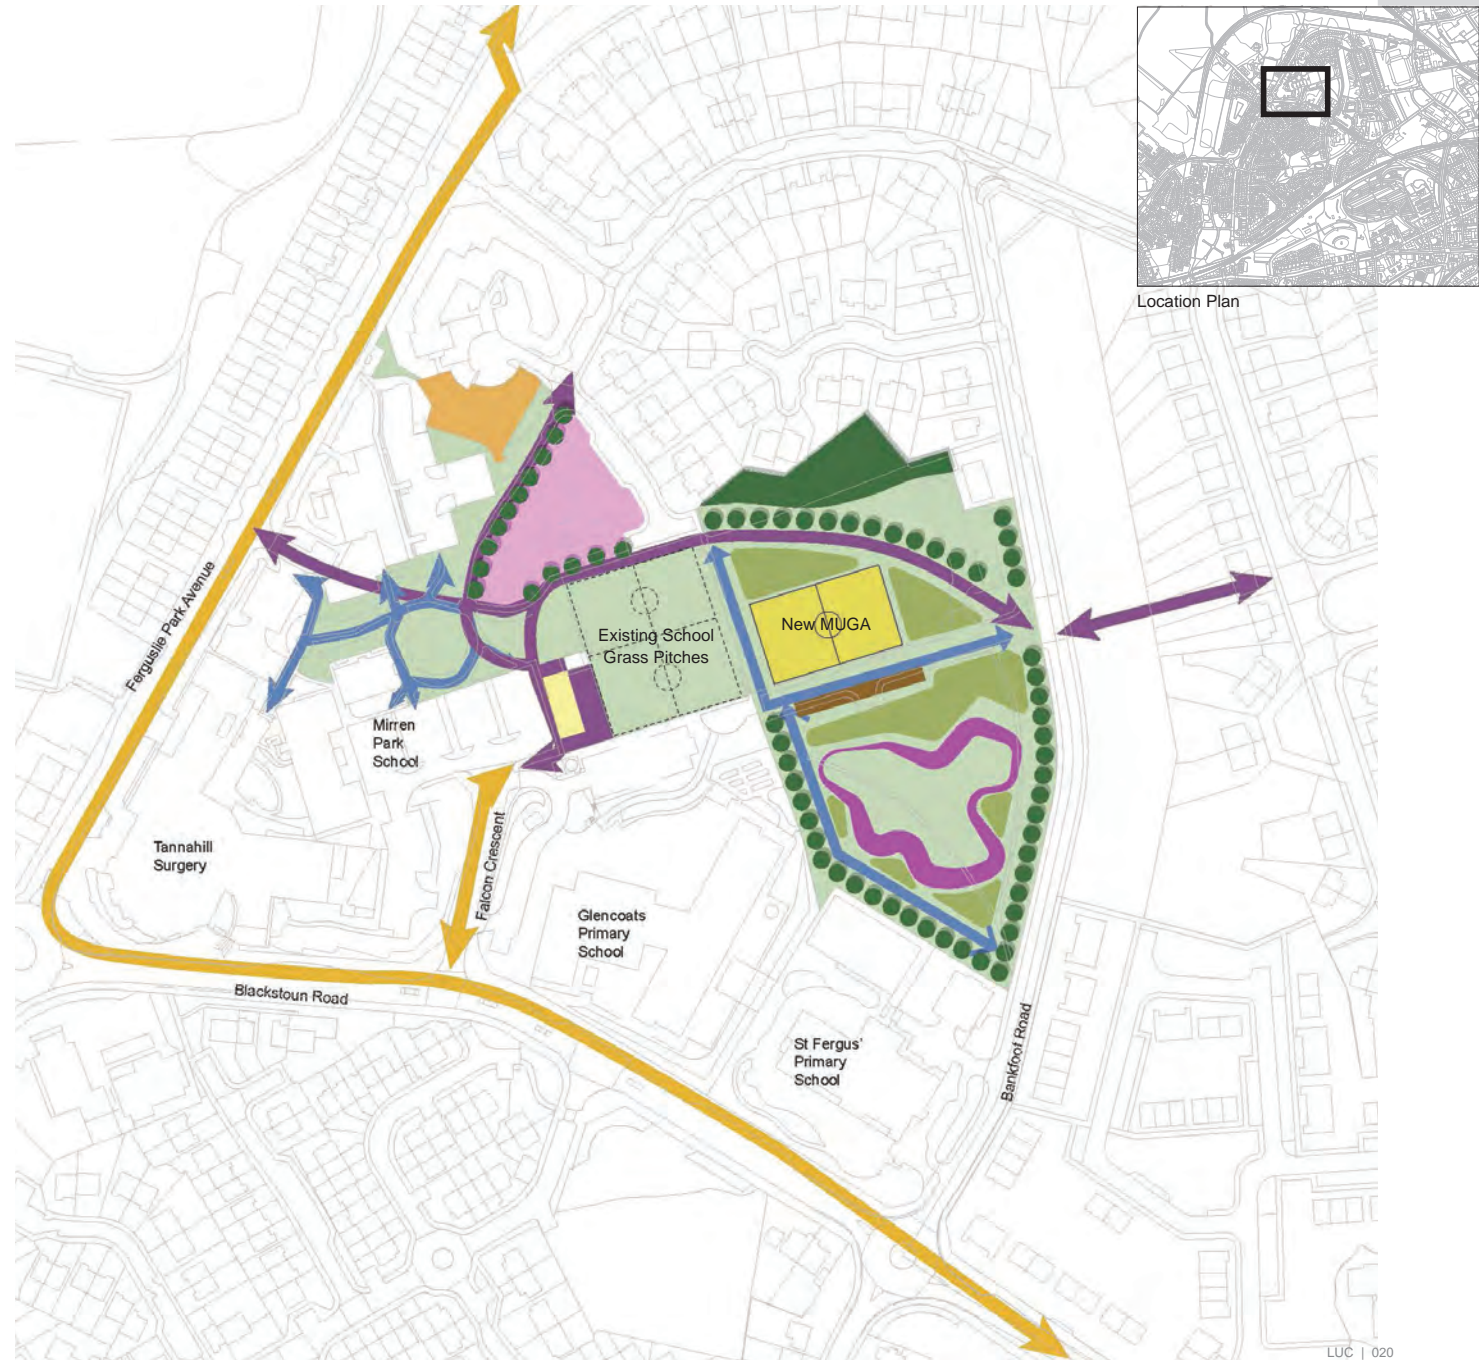 Location Plan
Ferguslie Park Avenue
Existing School
Grass Pitches
New MUGA
Mirren
Park
School
Tannahill
Surgery
Falcon Crescent
Glencoats
Primary
School
Blackstoun Road
St Fergus'
Primary
School
Bankfoot Road
LUC | 020